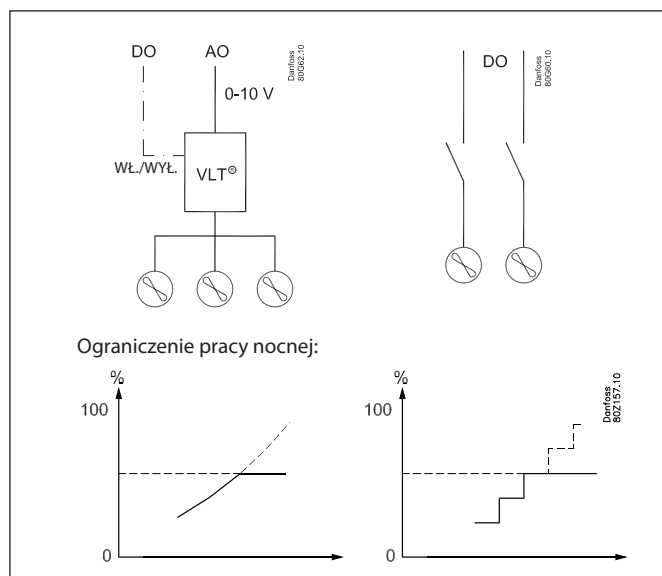 DO AO
Danfoss
80G62.10
0-10 V
WŁ./WYŁ.
VLT®
DO
Danfoss
80G60.10
Ograniczenie pracy nocnej:
%
100
0
%
100
0
Danfoss
80Z157.10